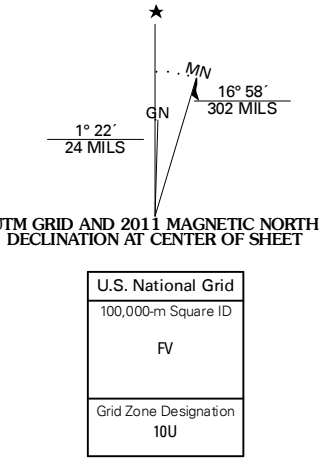 MN
GN
16° 58´
302 MILS
1° 22´
24 MILS
UTM GRID AND 2011 MAGNETIC NORTH
DECLINATION AT CENTER OF SHEET
U.S. National Grid
100,000-m Square ID
FV
Grid Zone Designation
10U